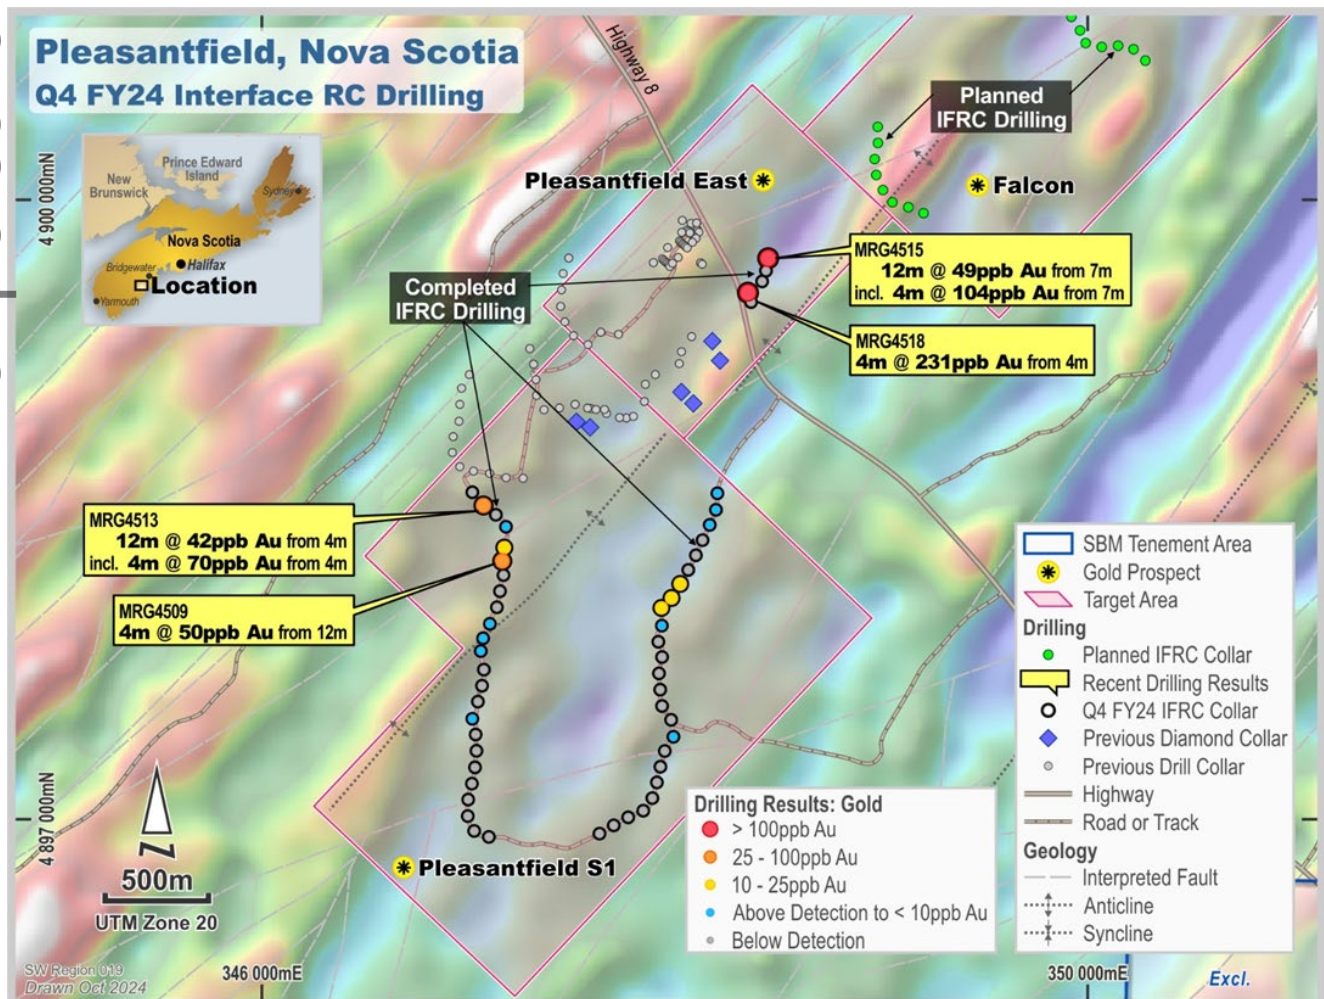 Pleasantfield, Nova Scotia
Q4 FY24 Interface RC Drilling
Highway 8
Planned
IFRC Drilling
Prince Edward
Island
New
Brunswick
Sydney
Nova Scotia
Bridgewater
Halifax
Location
Yarmouth
Pleasantfield East
Falcon
4 900 000mN
MRG4515
12m @ 49ppb Au from 7m
incl. 4m @ 104ppb Au from 7m
Completed
IFRC Drilling
MRG4518
4m @ 231ppb Au from 4m
MRG4513
12m @ 42ppb Au from 4m
incl. 4m @ 70ppb Au from 4m
MRG4509
4m @ 50ppb Au from 12m
SBM Tenement Area
Gold Prospect
Target Area
Drilling
Planned IFRC Collar
Recent Drilling Results
Q4 FY24 IFRC Collar
Previous Diamond Collar
Previous Drill Collar
Highway
Road or Track
Geology
Interpreted Fault
Anticline
Syncline
4 897 000mN
Drilling Results: Gold
> 100ppb Au
25 - 100ppb Au
10 - 25ppb Au
Above Detection to < 10ppb Au
Below Detection
Pleasantfield S1
N
500m
UTM Zone 20
SW Region 019
Drawn Oct 2024
346 000mE
350 000mE
Excl.